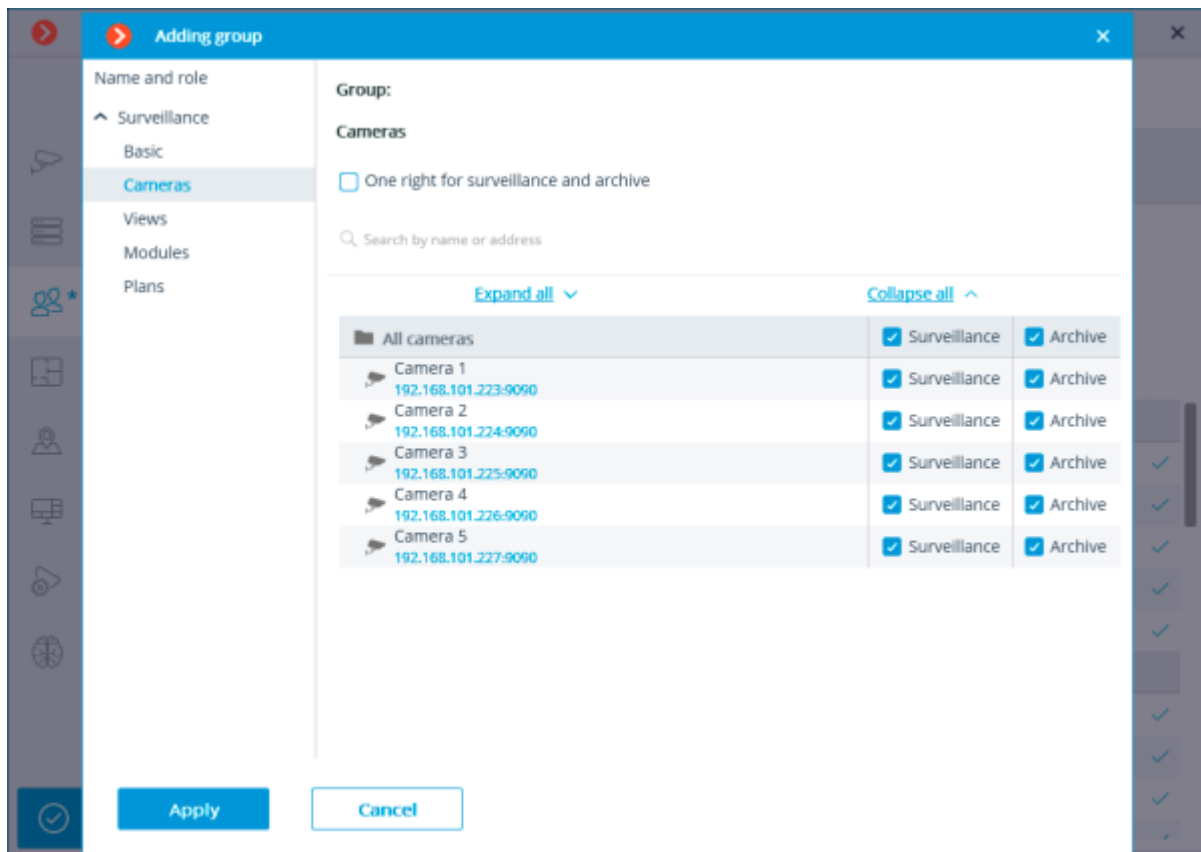 Adding group
Name and role
Surveillance
Basic
Cameras
Views
Modules
Plans
Group:
Cameras
One right for surveillance and archive
Search by name or address
Expand all
Collapse all
All cameras Surveillance Archive
Camera 1
192.168.101.223:9090
Surveillance Archive
Camera 2
192.168.101.224:9090
Surveillance Archive
Camera 3
192.168.101.225:9090
Surveillance Archive
Camera 4
192.168.101.226:9090
Surveillance Archive
Camera 5
192.168.101.227:9090
Surveillance Archive
Apply
Cancel